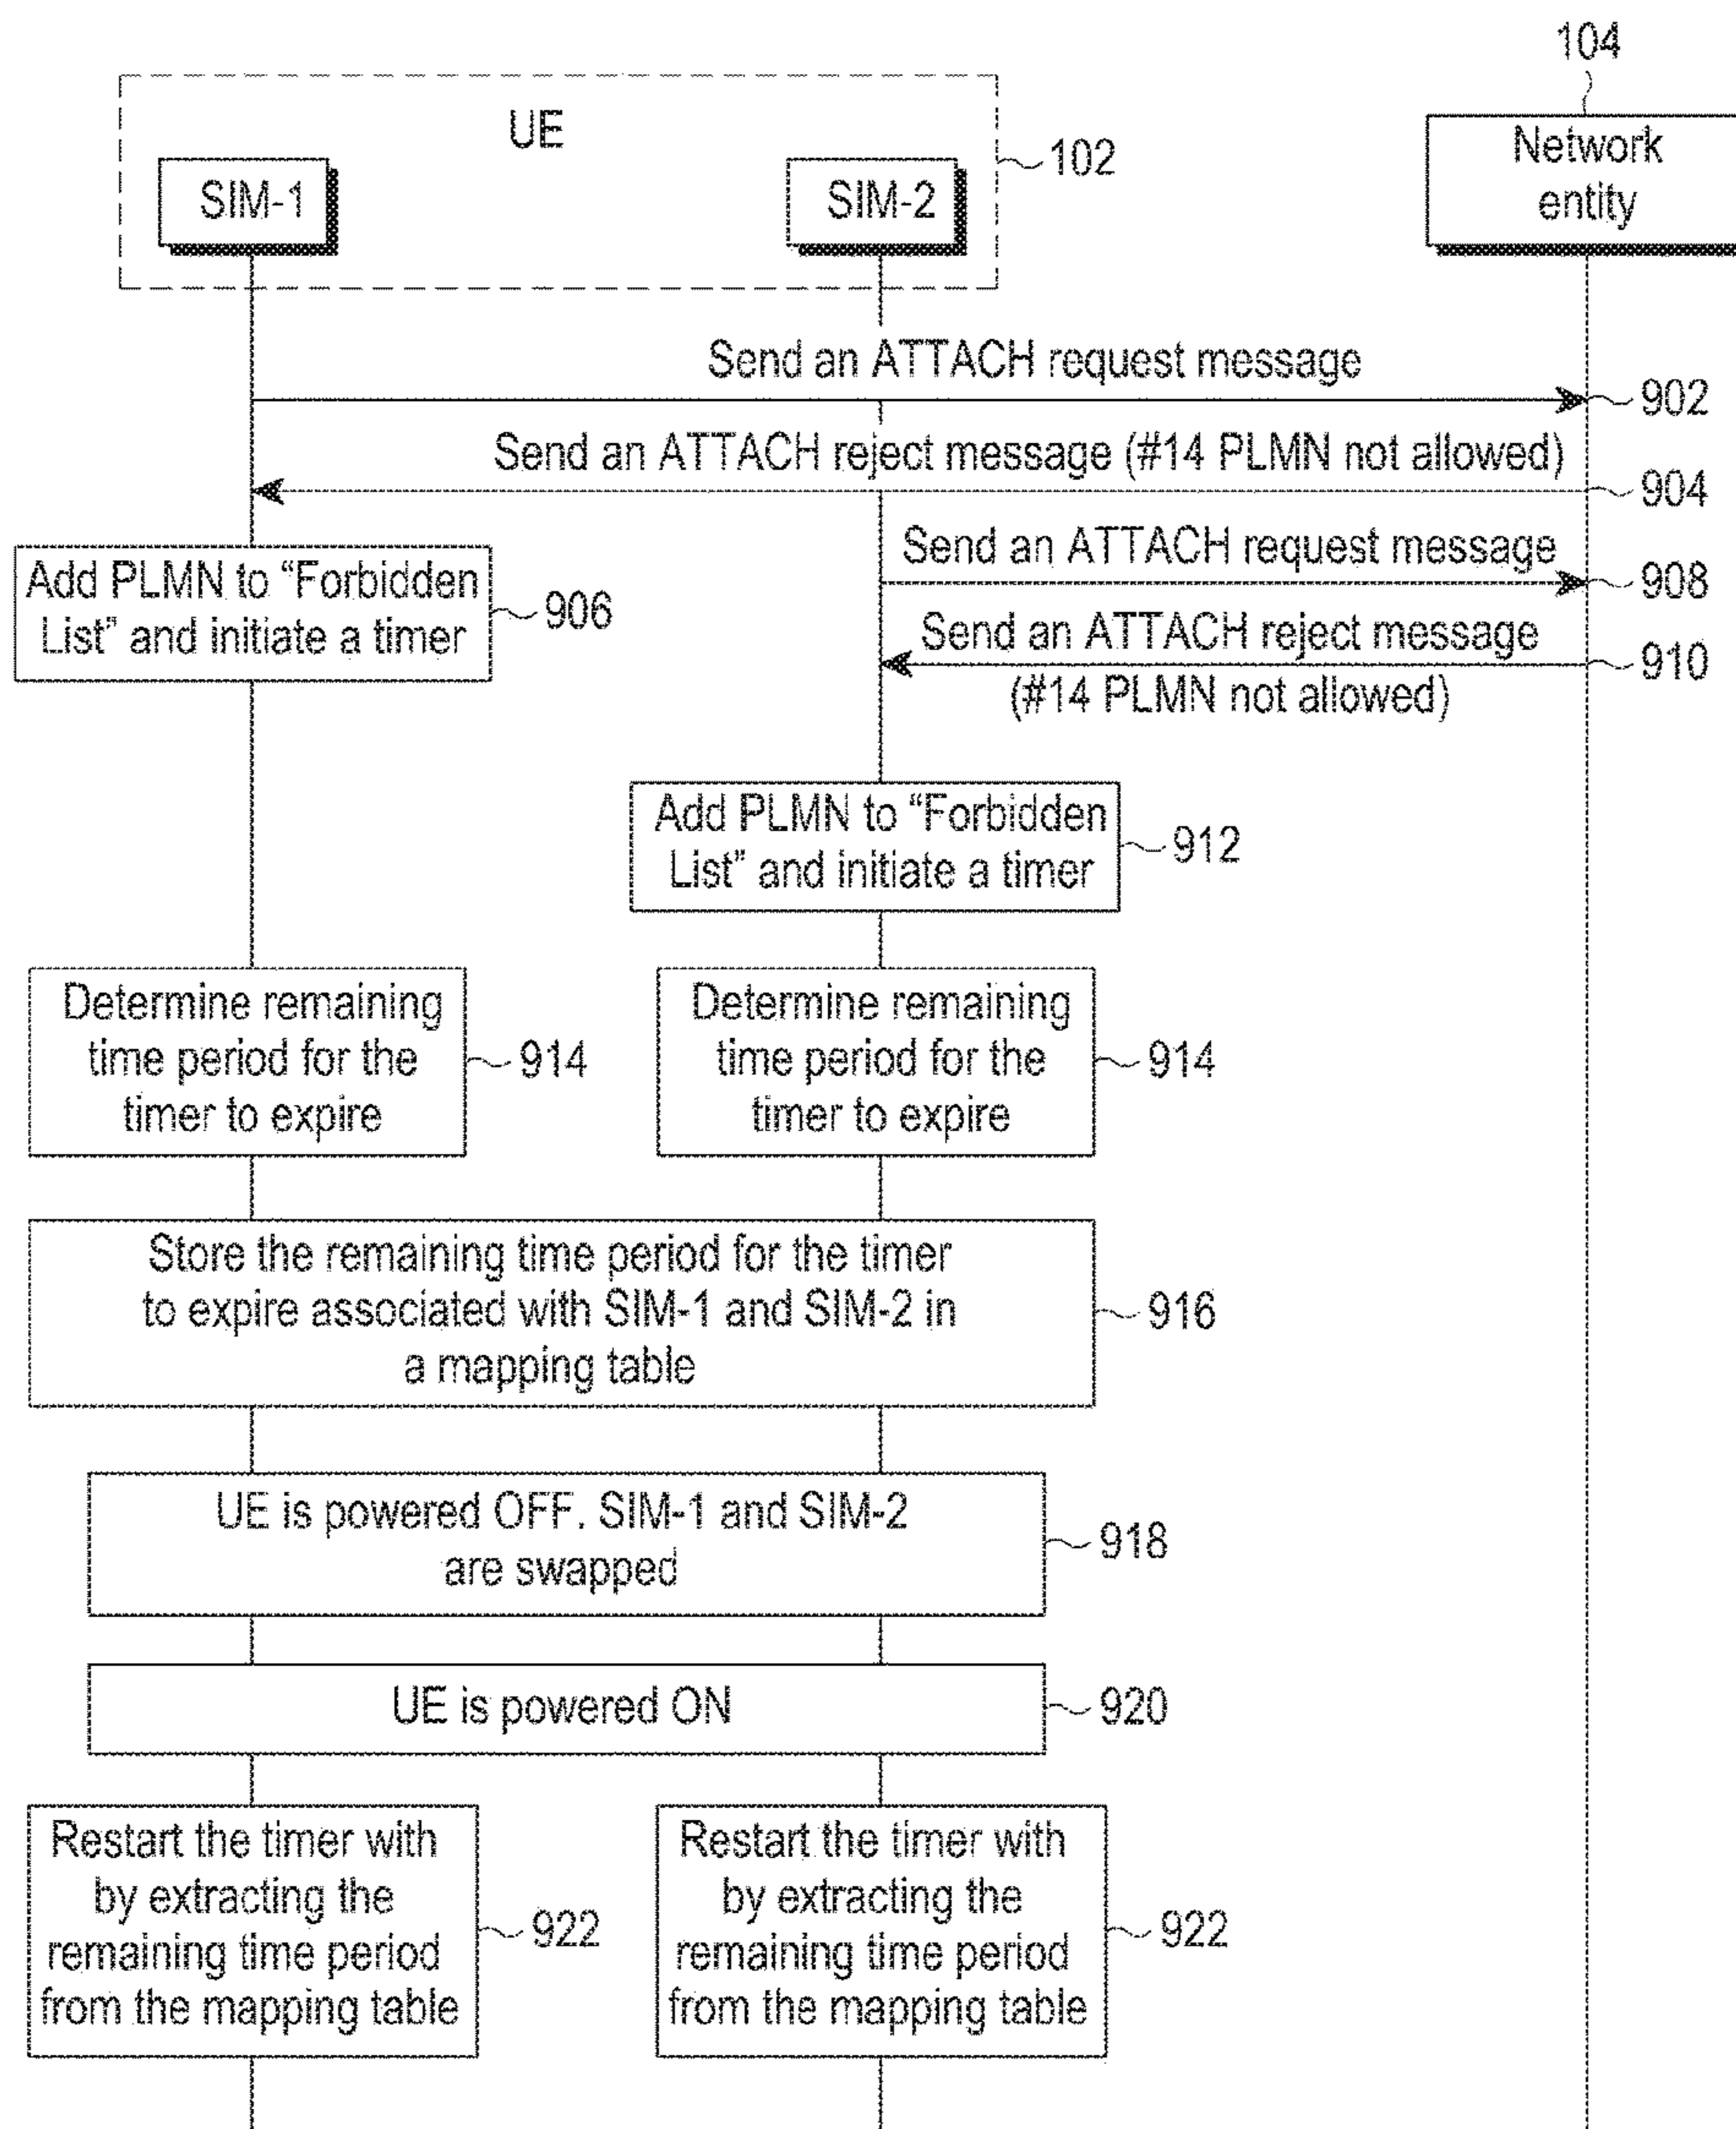 104
UE
Network
entity
102
SIM-1
SIM-2
Send an ATTACH request message
902
Send an ATTACH reject message (#14 PLMN not allowed)
904
Send an ATTACH request message
908
Add PLMN to “Forbidden
List” and initiate a timer
906
Send an ATTACH reject message
910
(#14 PLMN not allowed)
Add PLMN to “Forbidden
List” and initiate a timer
912
Determine remaining
time period for the
timer to expire
914
Determine remaining
time period for the
timer to expire
914
Store the remaining time period for the timer
to expire associated with SIM-1 and SIM-2 in
a mapping table
916
UE is powered OFF. SIM-1 and SIM-2
are swapped
918
UE is powered ON
920
Restart the timer with
by extracting the
remaining time period
from the mapping table
922
Restart the timer with
by extracting the
remaining time period
from the mapping table
922